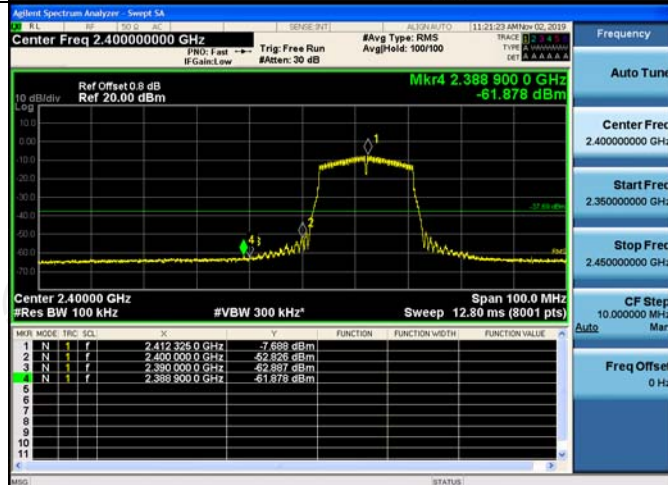 Agilent Spectrum Analyzer - Swept SA
RL RF 50 Ω AC SENSE:INT ALIGN AUTO 11:21:23 AM Nov 02, 2019
Center Freq 2.400000000 GHz
PNO: Fast
IFGain:Low
Trig: Free Run
#Atten: 30 dB
#Avg Type: RMS
Avg|Hold: 100/100
TRACE 1 2 3 4 5 6
TYPE
DET A A A A A A
Frequency
Auto Tune
Center Freq
2.400000000 GHz
Start Freq
2.350000000 GHz
Stop Freq
2.450000000 GHz
CF Step
10.000000 MHz
Auto Man
Freq Offset
0 Hz
Mkr4 2.388 900 0 GHz
-61.878 dBm
Ref Offset 0.8 dB
Ref 20.00 dBm
10 dB/div
Log
10.0
0.00
-10.0
-20.0
-30.0
-40.0
-50.0
-60.0
-70.0
1
2
4 3
-37.69 dBm
RMS
Center 2.40000 GHz Span 100.0 MHz
#Res BW 100 kHz #VBW 300 kHz* Sweep 12.80 ms (8001 pts)
MKR MODE TRC SCL X Y FUNCTION FUNCTION WIDTH FUNCTION VALUE
1 N 1 f 2.412 325 0 GHz -7.688 dBm
2 N 1 f 2.400 000 0 GHz -52.826 dBm
3 N 1 f 2.390 000 0 GHz -62.887 dBm
4 N 1 f 2.388 900 0 GHz -61.878 dBm
5
6
7
8
9
10
11
MSG STATUS